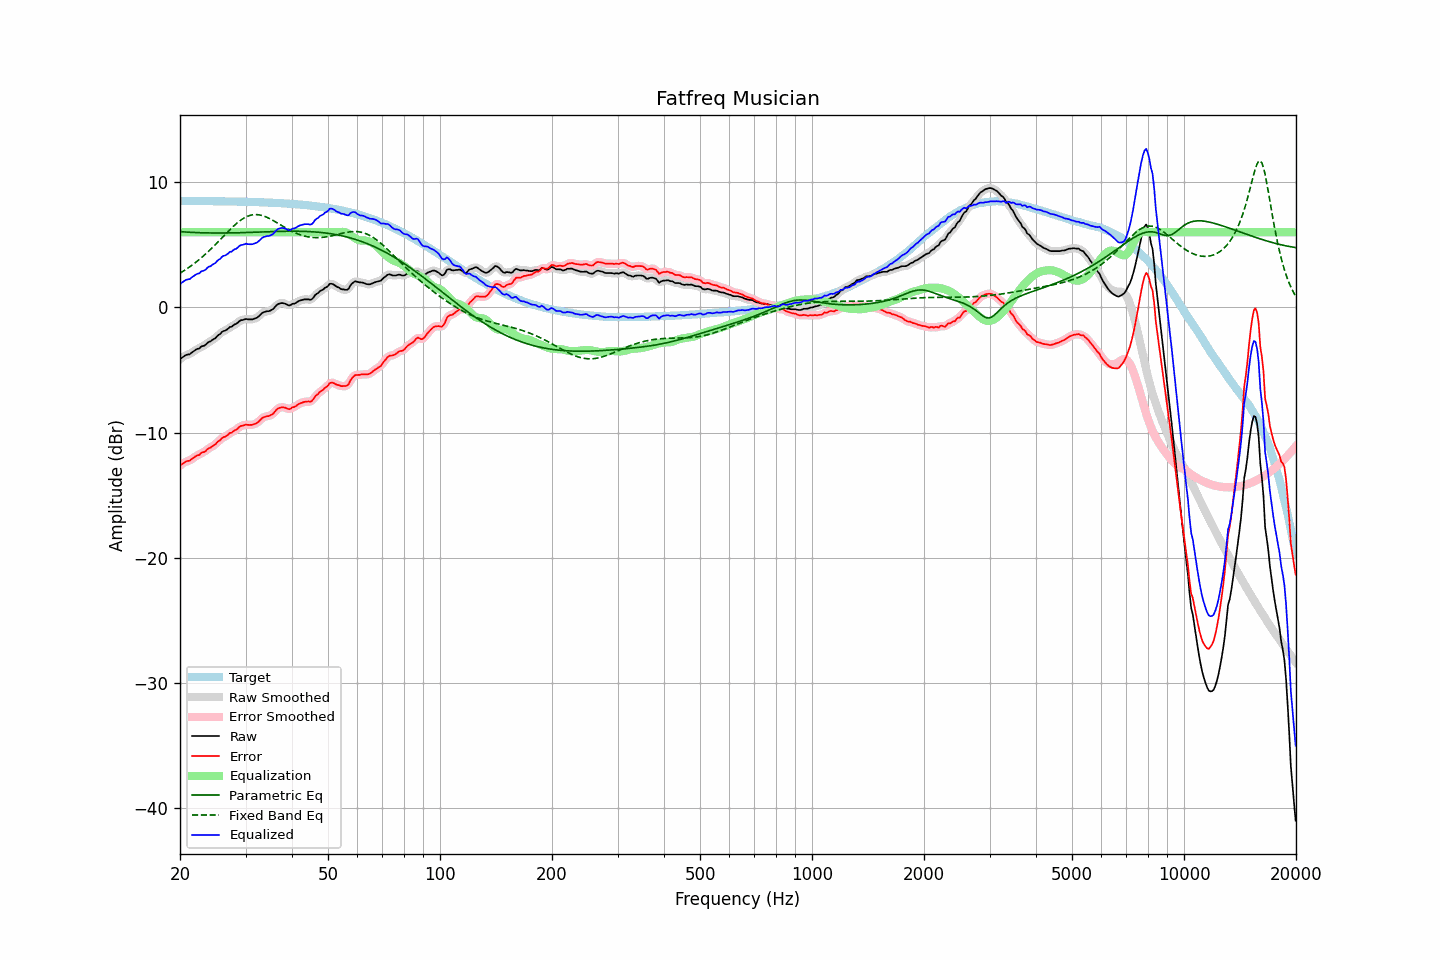 Fatfreq Musician
Amplitude (dBr)
10
0
−10
−20
−30
−40
Target
Raw Smoothed
Error Smoothed
Raw
Error
Equalization
Parametric Eq
Fixed Band Eq
Equalized
20 50 100 200 500 1000 2000 5000 10000 20000
Frequency (Hz)